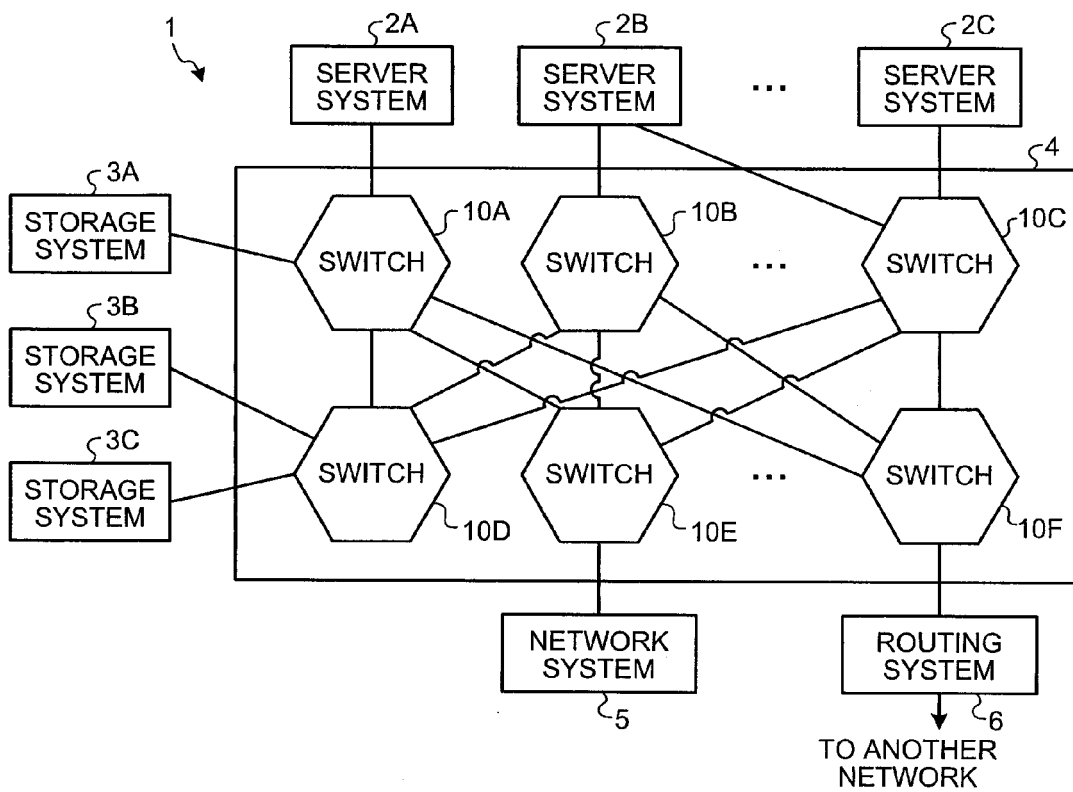 1
2A
2B
2C
SERVER
SYSTEM
SERVER
SYSTEM
...
SERVER
SYSTEM
4
3A
STORAGE
SYSTEM
10A
SWITCH
10B
SWITCH
...
10C
SWITCH
3B
STORAGE
SYSTEM
3C
STORAGE
SYSTEM
SWITCH
10D
SWITCH
10E
...
SWITCH
10F
NETWORK
SYSTEM
5
ROUTING
SYSTEM
6
TO ANOTHER
NETWORK